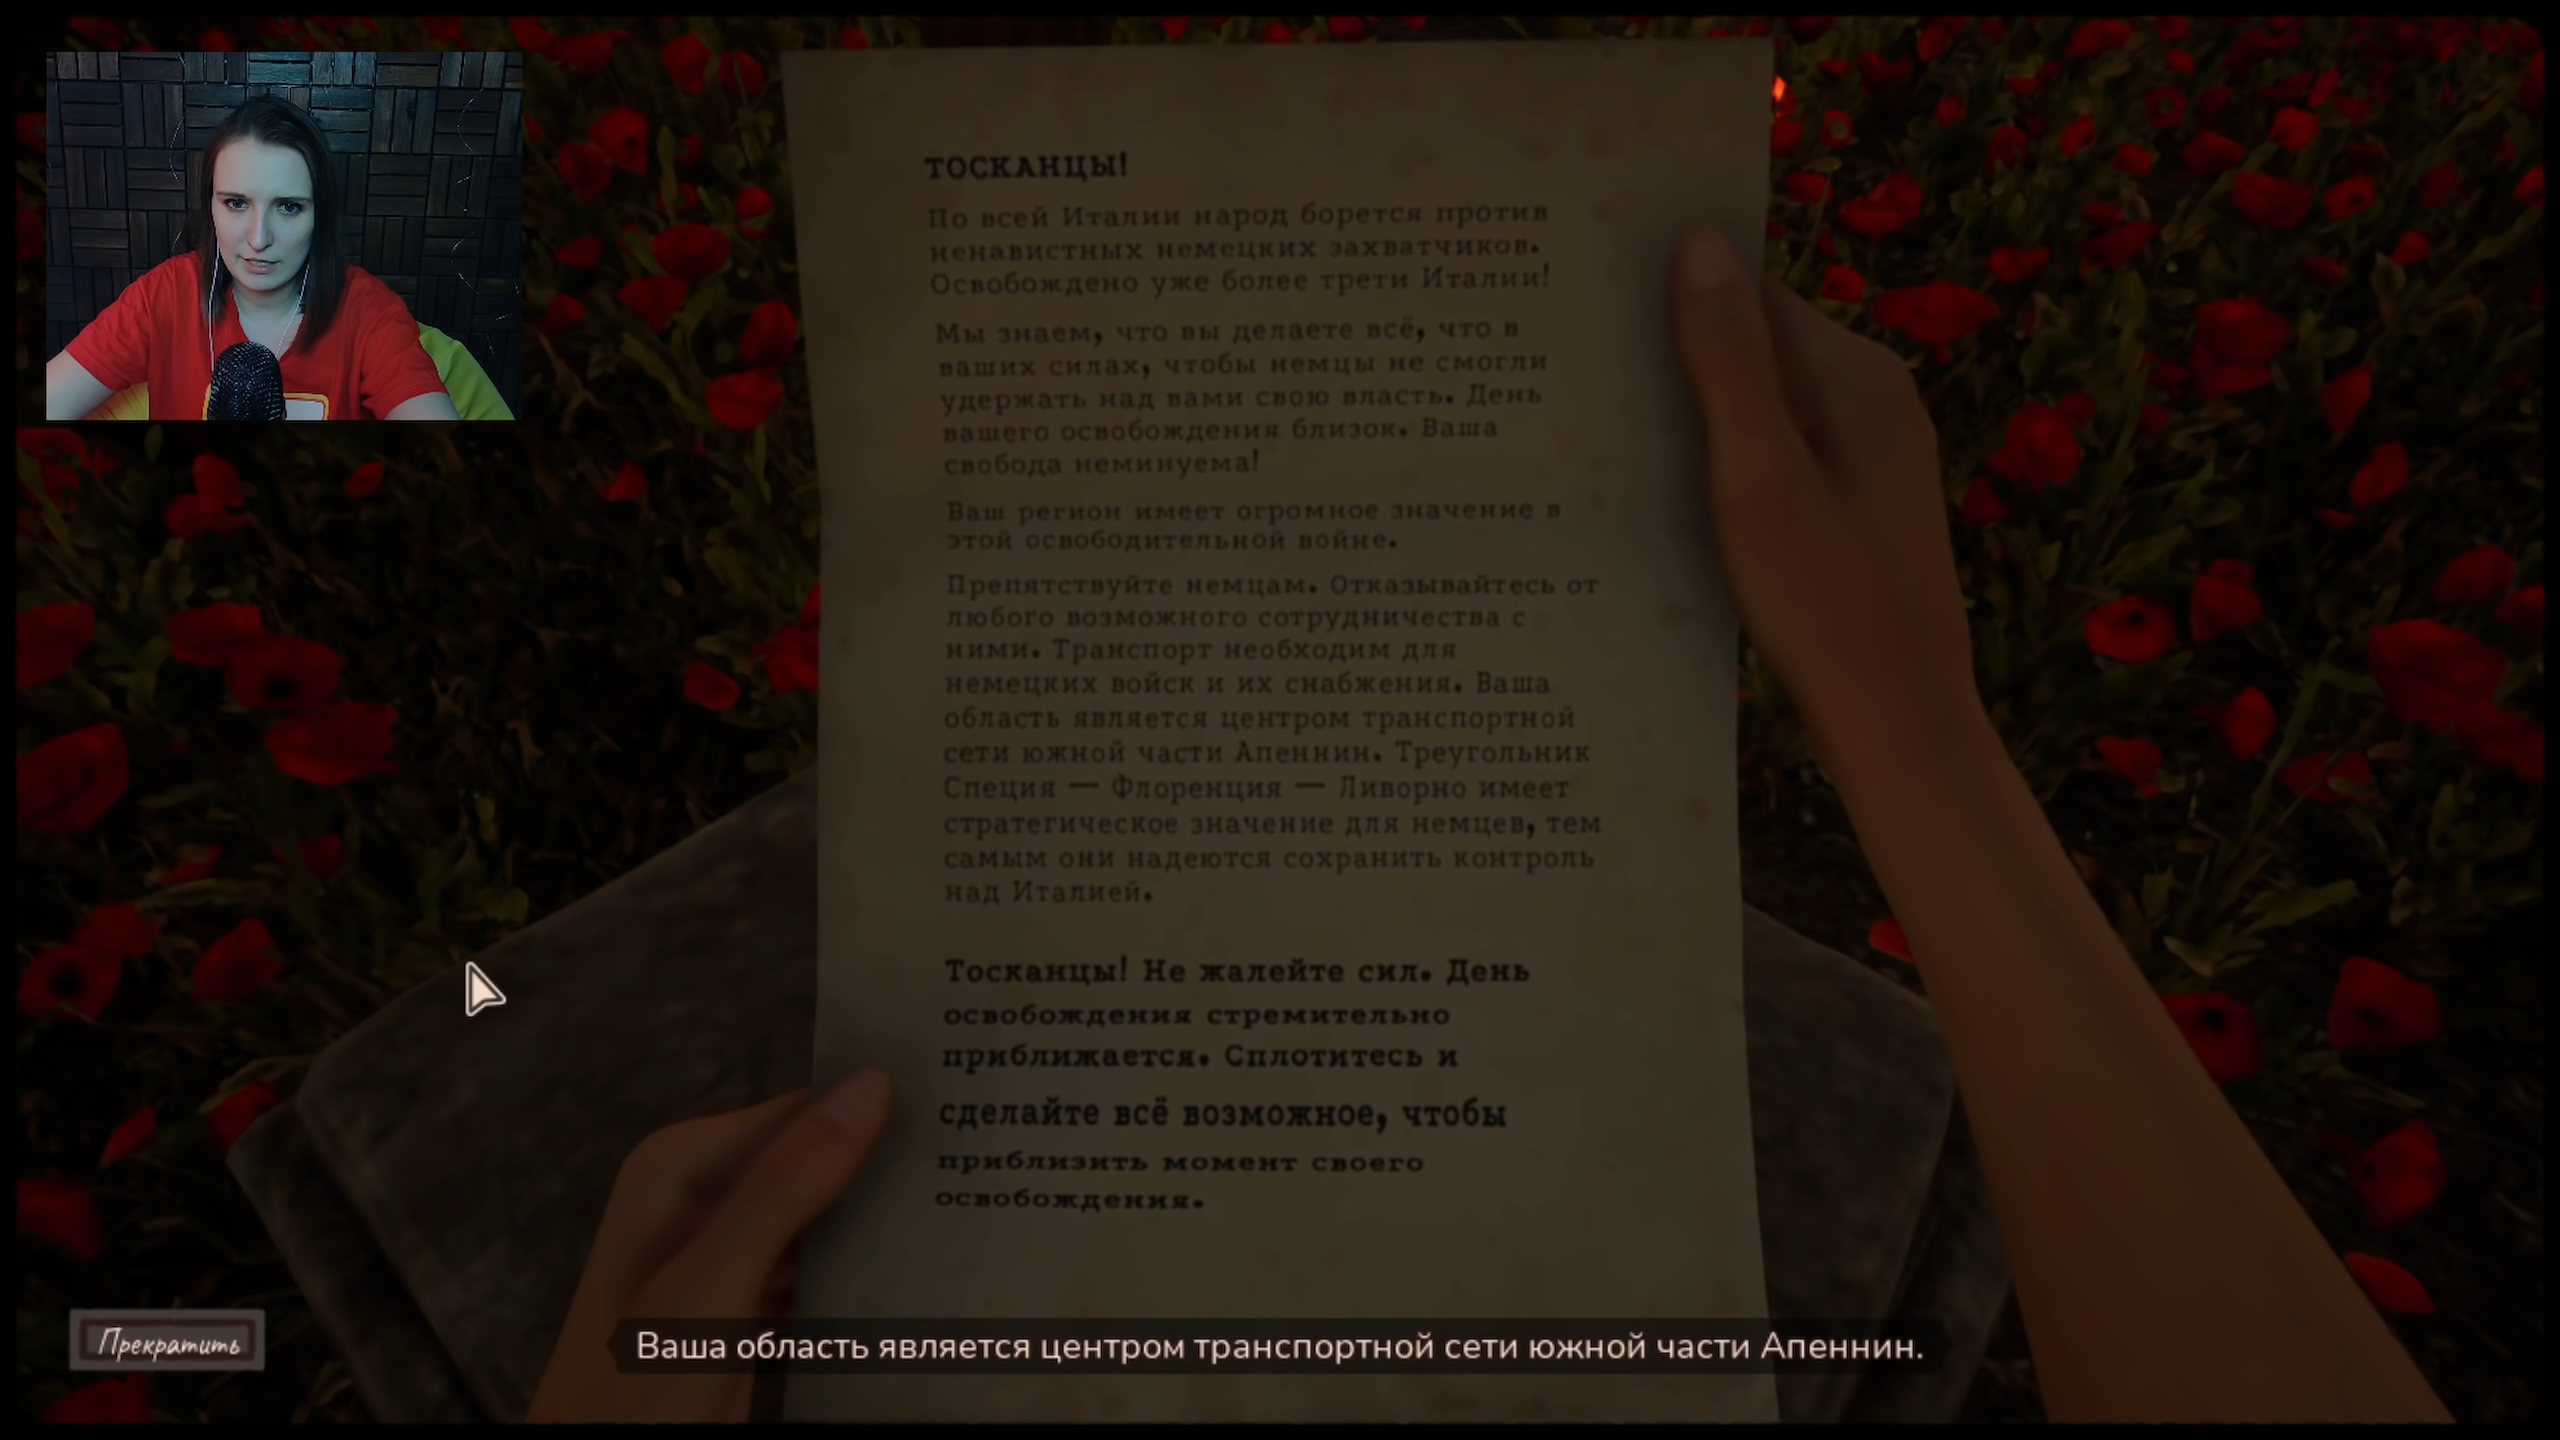 ТОСКАНЦЫ!
По всей Италии народ борется против
ненавистных немецких захватчиков.
Освобождено уже более трети Италии!
Мы знаем, что вы делаете всё, что в
ваших силах, чтобы немцы не смогли
удержать над вами свою власть. День
вашего освобождения близок. Ваша
свобода неминуема!
Ваш регион имеет огромное значение в
этой освободительной войне.
Препятствуйте немцам. Отказывайтесь от
любого возможного сотрудничества с
ними. Транспорт необходим для
немецких войск и их снабжения. Ваша
область является центром транспортной
сети южной части Апеннин. Треугольник
Специя — Флоренция — Ливорно имеет
стратегическое значение для немцев, тем
самым они надеются сохранить контроль
над Италией.
Тосканцы! Не жалейте сил. День
освобождения стремительно
приближается. Сплотитесь и
сделайте всё возможное, чтобы
приблизить момент своего
освобождения.
Прекратить
Ваша область является центром транспортной сети южной части Апеннин.